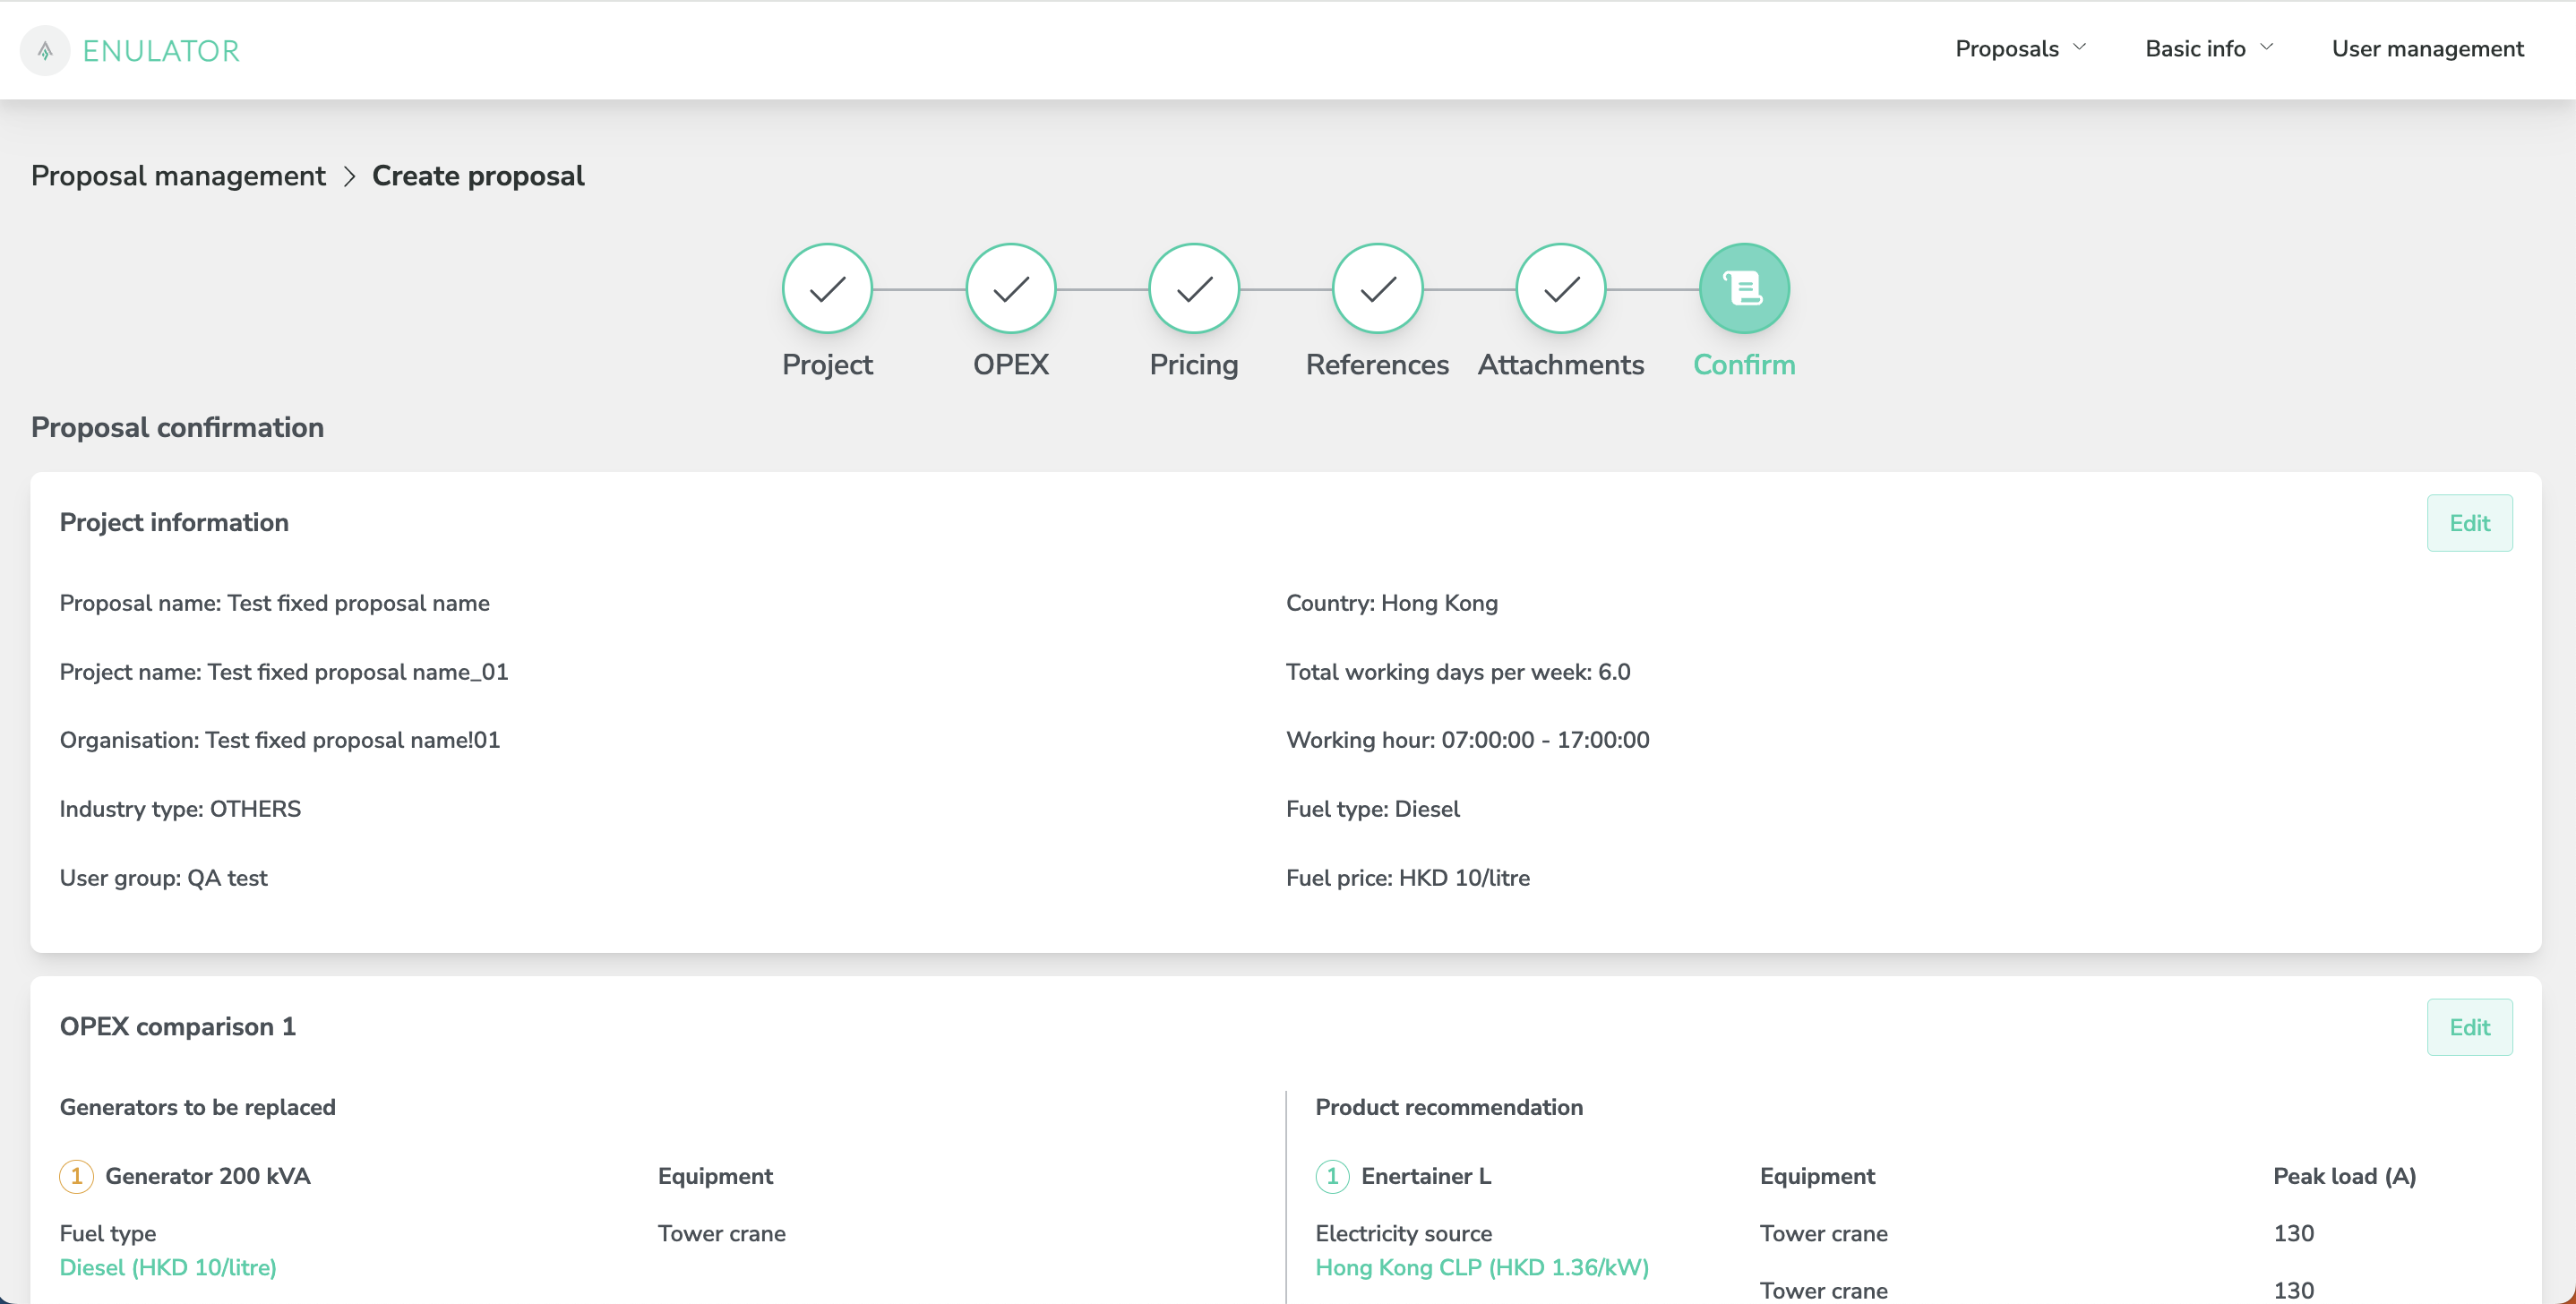 ENULATOR
Proposals
Basic info
User management
Proposal management > Create proposal
Project
OPEX
Pricing
References
Attachments
Confirm
Proposal confirmation
Project information
Edit
Proposal name: Test fixed proposal name
Country: Hong Kong
Project name: Test fixed proposal name_01
Total working days per week: 6.0
Organisation: Test fixed proposal name!01
Working hour: 07:00:00 - 17:00:00
Industry type: OTHERS
Fuel type: Diesel
User group: QA test
Fuel price: HKD 10/litre
OPEX comparison 1
Edit
Generators to be replaced
Product recommendation
1 Generator 200 kVA
Equipment
1 Enertainer L
Equipment
Peak load (A)
Fuel type
Tower crane
Electricity source
Tower crane
130
Diesel (HKD 10/litre)
Hong Kong CLP (HKD 1.36/kW)
Tower crane
130